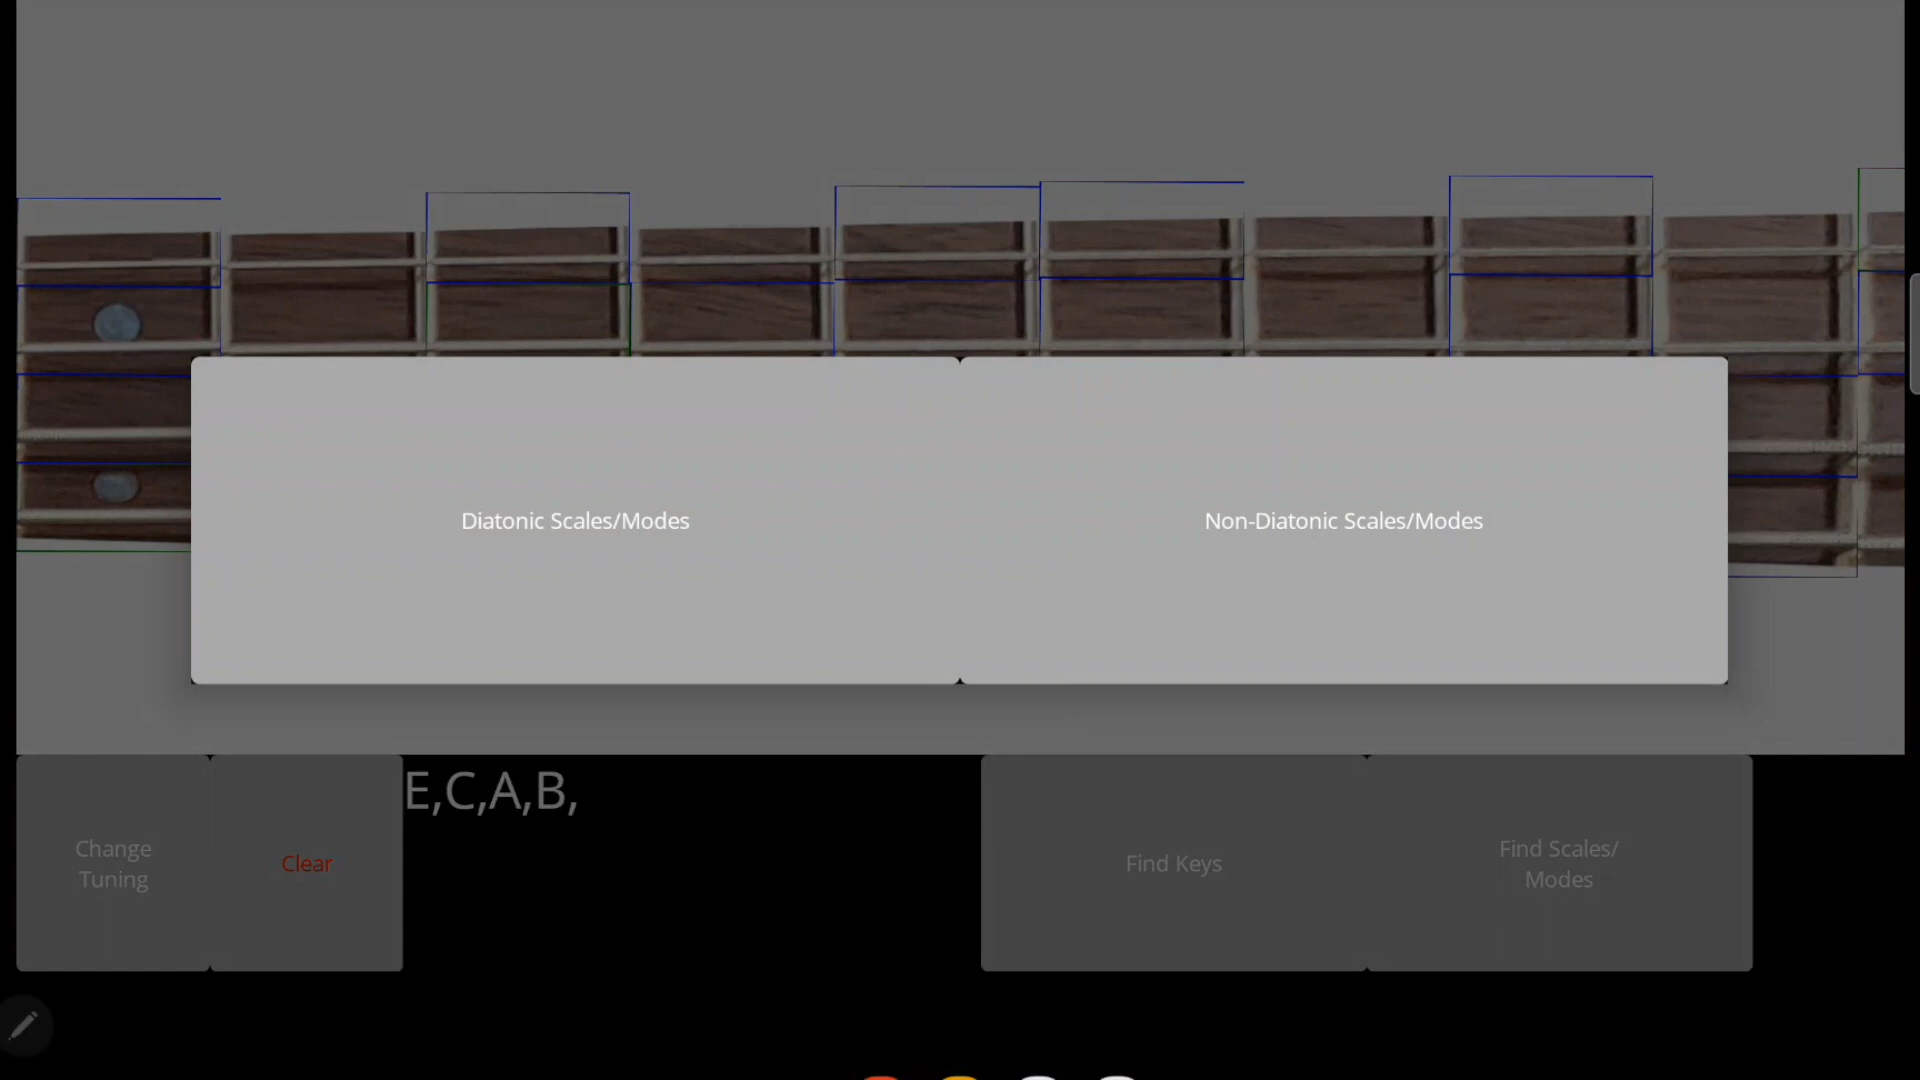 Diatonic Scales/Modes
Non-Diatonic Scales/Modes
Change
Tuning
Clear
E,C,A,B,
Find Keys
Find Scales/
Modes